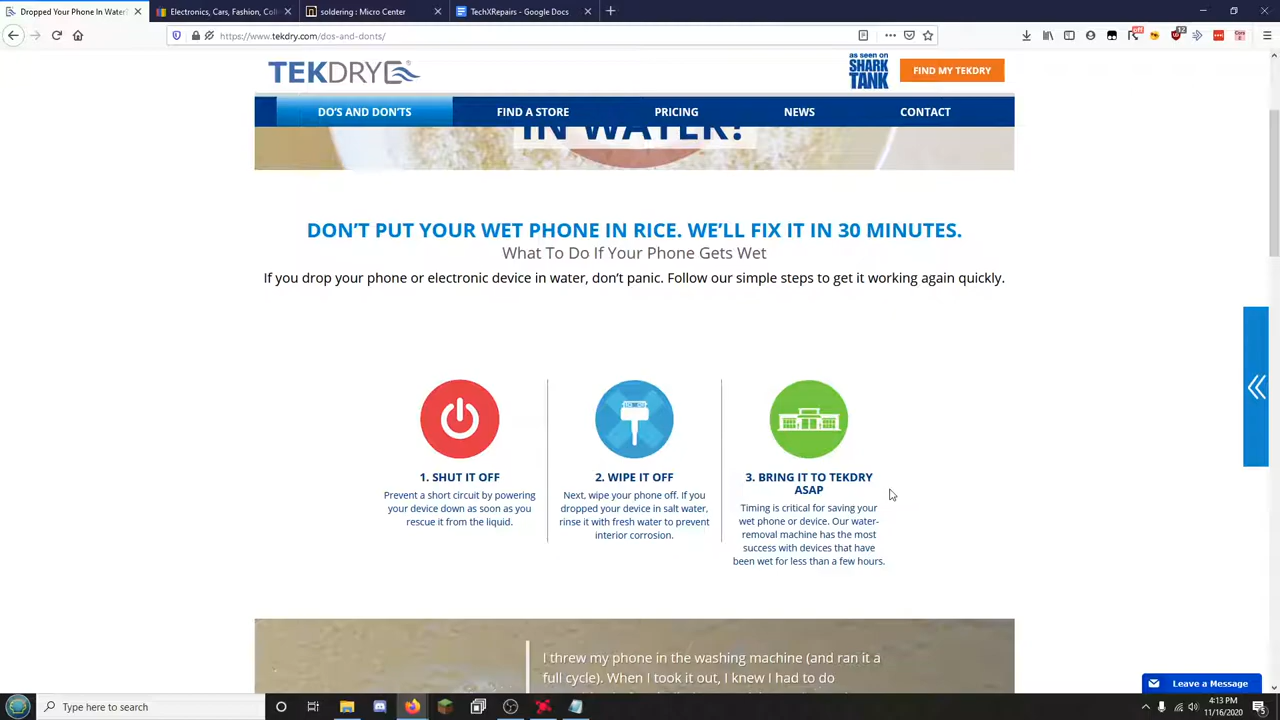 Dropped Your Phone In Water?
Electronics, Cars, Fashion, Coll
soldering : Micro Center
TechXRepairs - Google Docs
https://www.tekdry.com/dos-and-donts/
off
12
TEKDRY
as seen on
SHARK
TANK
FIND MY TEKDRY
DO'S AND DON'TS
FIND A STORE
PRICING
NEWS
CONTACT
IN WATER?
DON'T PUT YOUR WET PHONE IN RICE. WE'LL FIX IT IN 30 MINUTES.
What To Do If Your Phone Gets Wet
If you drop your phone or electronic device in water, don't panic. Follow our simple steps to get it working again quickly.
1. SHUT IT OFF
Prevent a short circuit by powering
your device down as soon as you
rescue it from the liquid.
2. WIPE IT OFF
Next, wipe your phone off. If you
dropped your device in salt water,
rinse it with fresh water to prevent
interior corrosion.
3. BRING IT TO TEKDRY
ASAP
Timing is critical for saving your
wet phone or device. Our water-
removal machine has the most
success with devices that have
been wet for less than a few hours.
I threw my phone in the washing machine (and ran it a
full cycle). When I took it out, I knew I had to do
Leave a Message
Type here to search
4:13 PM
11/16/2020